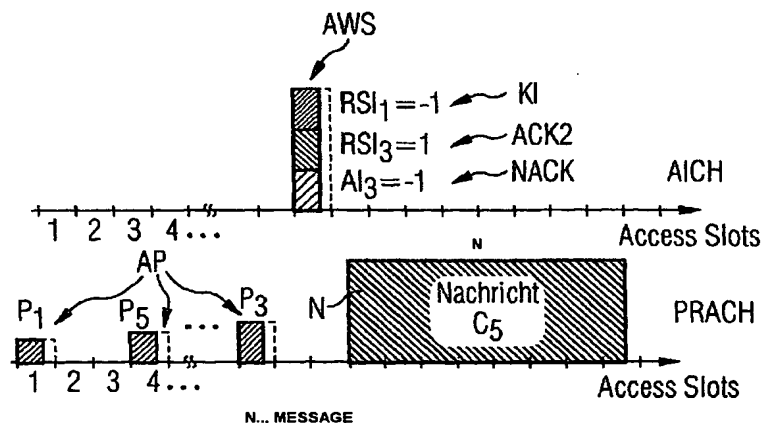 AWS
RSI1=-1 KI
RSI3=1 ACK2
AI3=-1 NACK
AICH
1 2 3 4...
Access Slots
N
AP
P1 P5 ... P3
N
Nachricht
C5
PRACH
1 2 3 4...
Access Slots
N... MESSAGE